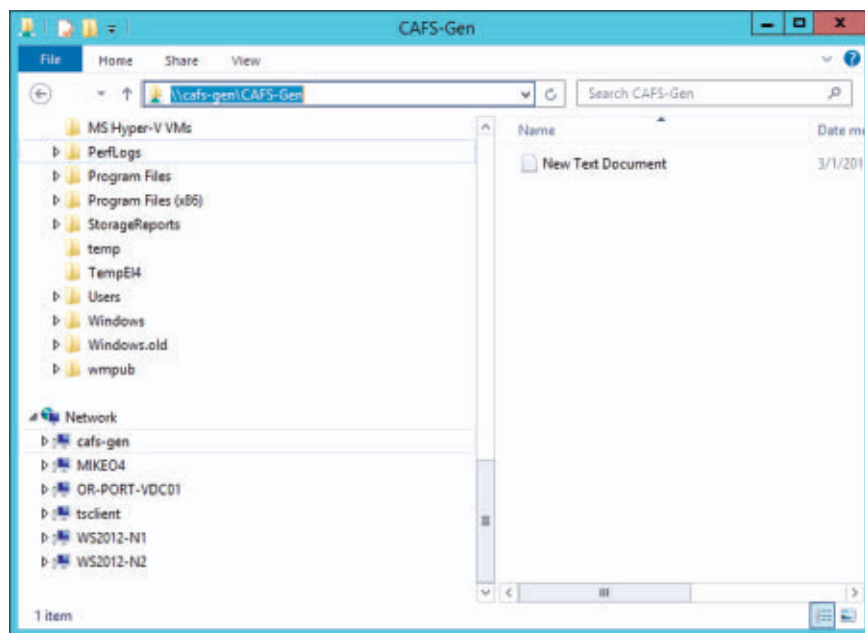 CAFS-Gen
File Home Share View
\\cafs-gen\CAFS-Gen
Search CAFS-Gen
MS Hyper-V VMs
PerfLogs
Program Files
Program Files (x86)
StorageReports
temp
TempEI4
Users
Windows
Windows.old
wmpub
Network
cafs-gen
MIKEO4
OR-PORT-VDC01
tsclient
WS2012-N1
WS2012-N2
Name Date mo
New Text Document 3/1/201
1 item